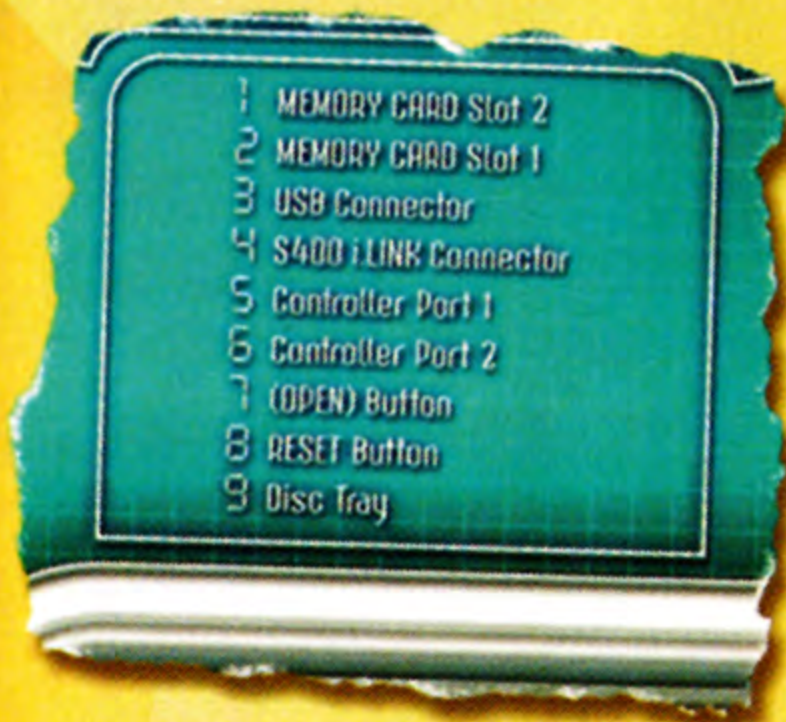 1 MEMORY CARD Slot 2
2 MEMORY CARD Slot 1
3 USB Connector
4 S400 i.LINK Connector
5 Controller Port 1
6 Controller Port 2
7 (OPEN) Button
8 RESET Button
9 Disc Tray